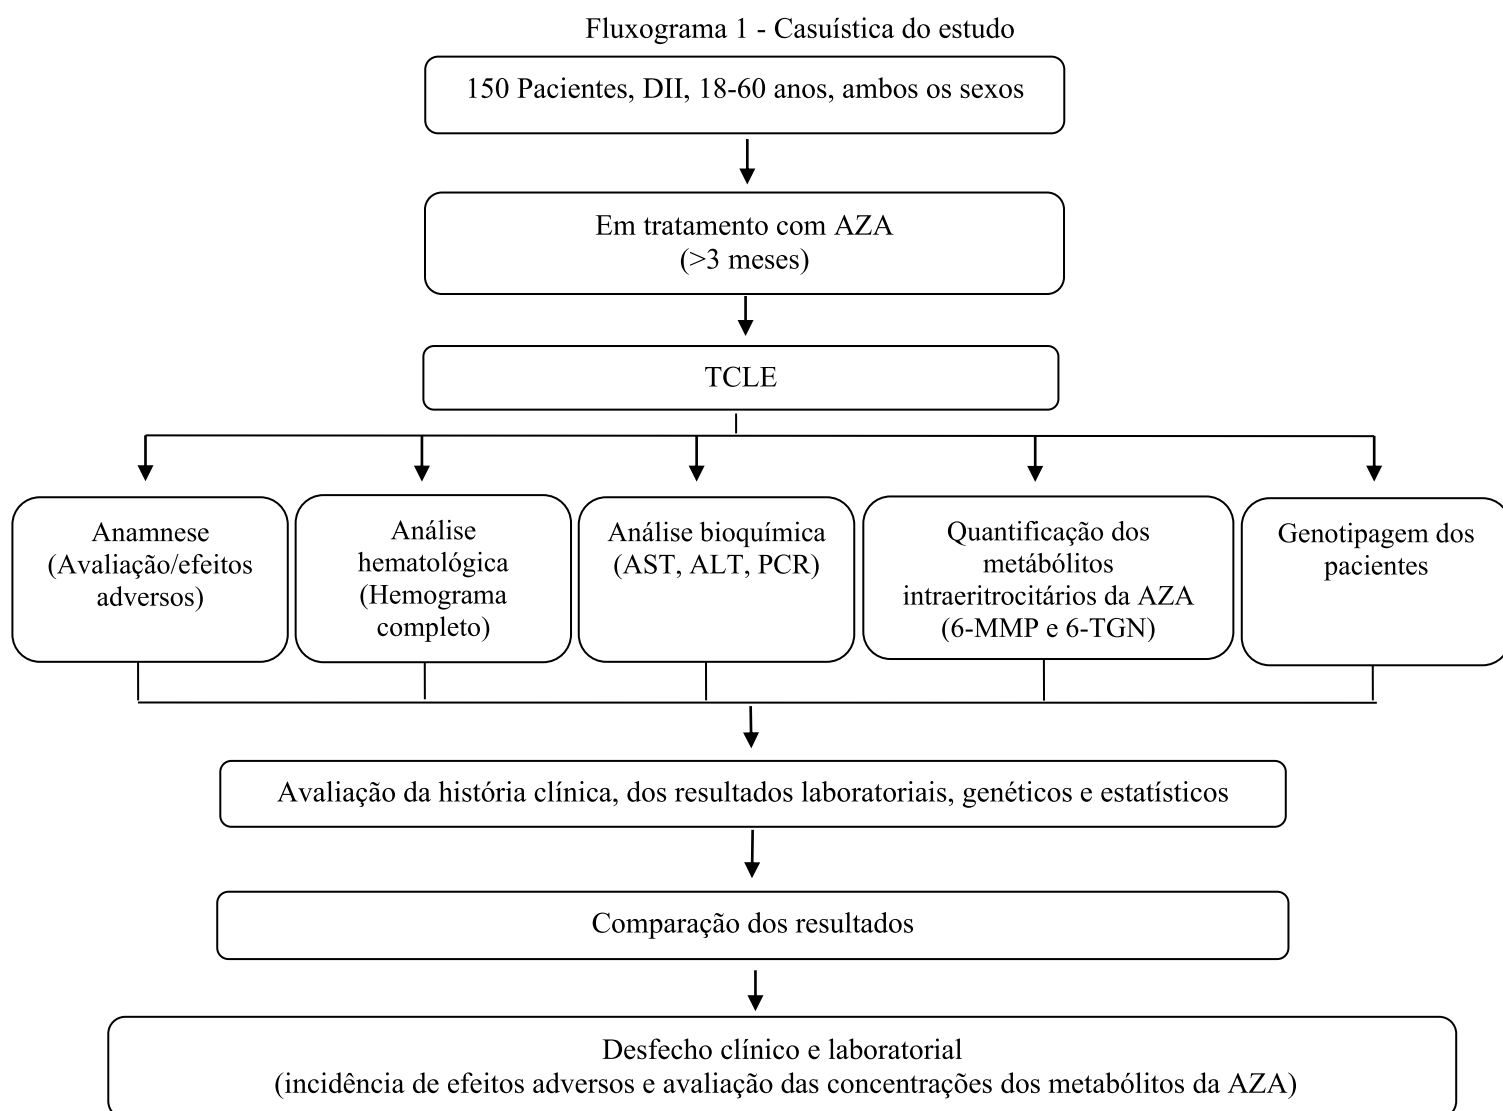 Fluxograma 1 - Casuística do estudo
150 Pacientes, DII, 18-60 anos, ambos os sexos
Em tratamento com AZA
(>3 meses)
TCLE
Anamnese
(Avaliação/efeitos
adversos)
Análise
hematológica
(Hemograma
completo)
Análise bioquímica
(AST, ALT, PCR)
Quantificação dos
metábólitos
intraeritrocitários da AZA
(6-MMP e 6-TGN)
Genotipagem dos
pacientes
Avaliação da história clínica, dos resultados laboratoriais, genéticos e estatísticos
Comparação dos resultados
Desfecho clínico e laboratorial
(incidência de efeitos adversos e avaliação das concentrações dos metabólitos da AZA)